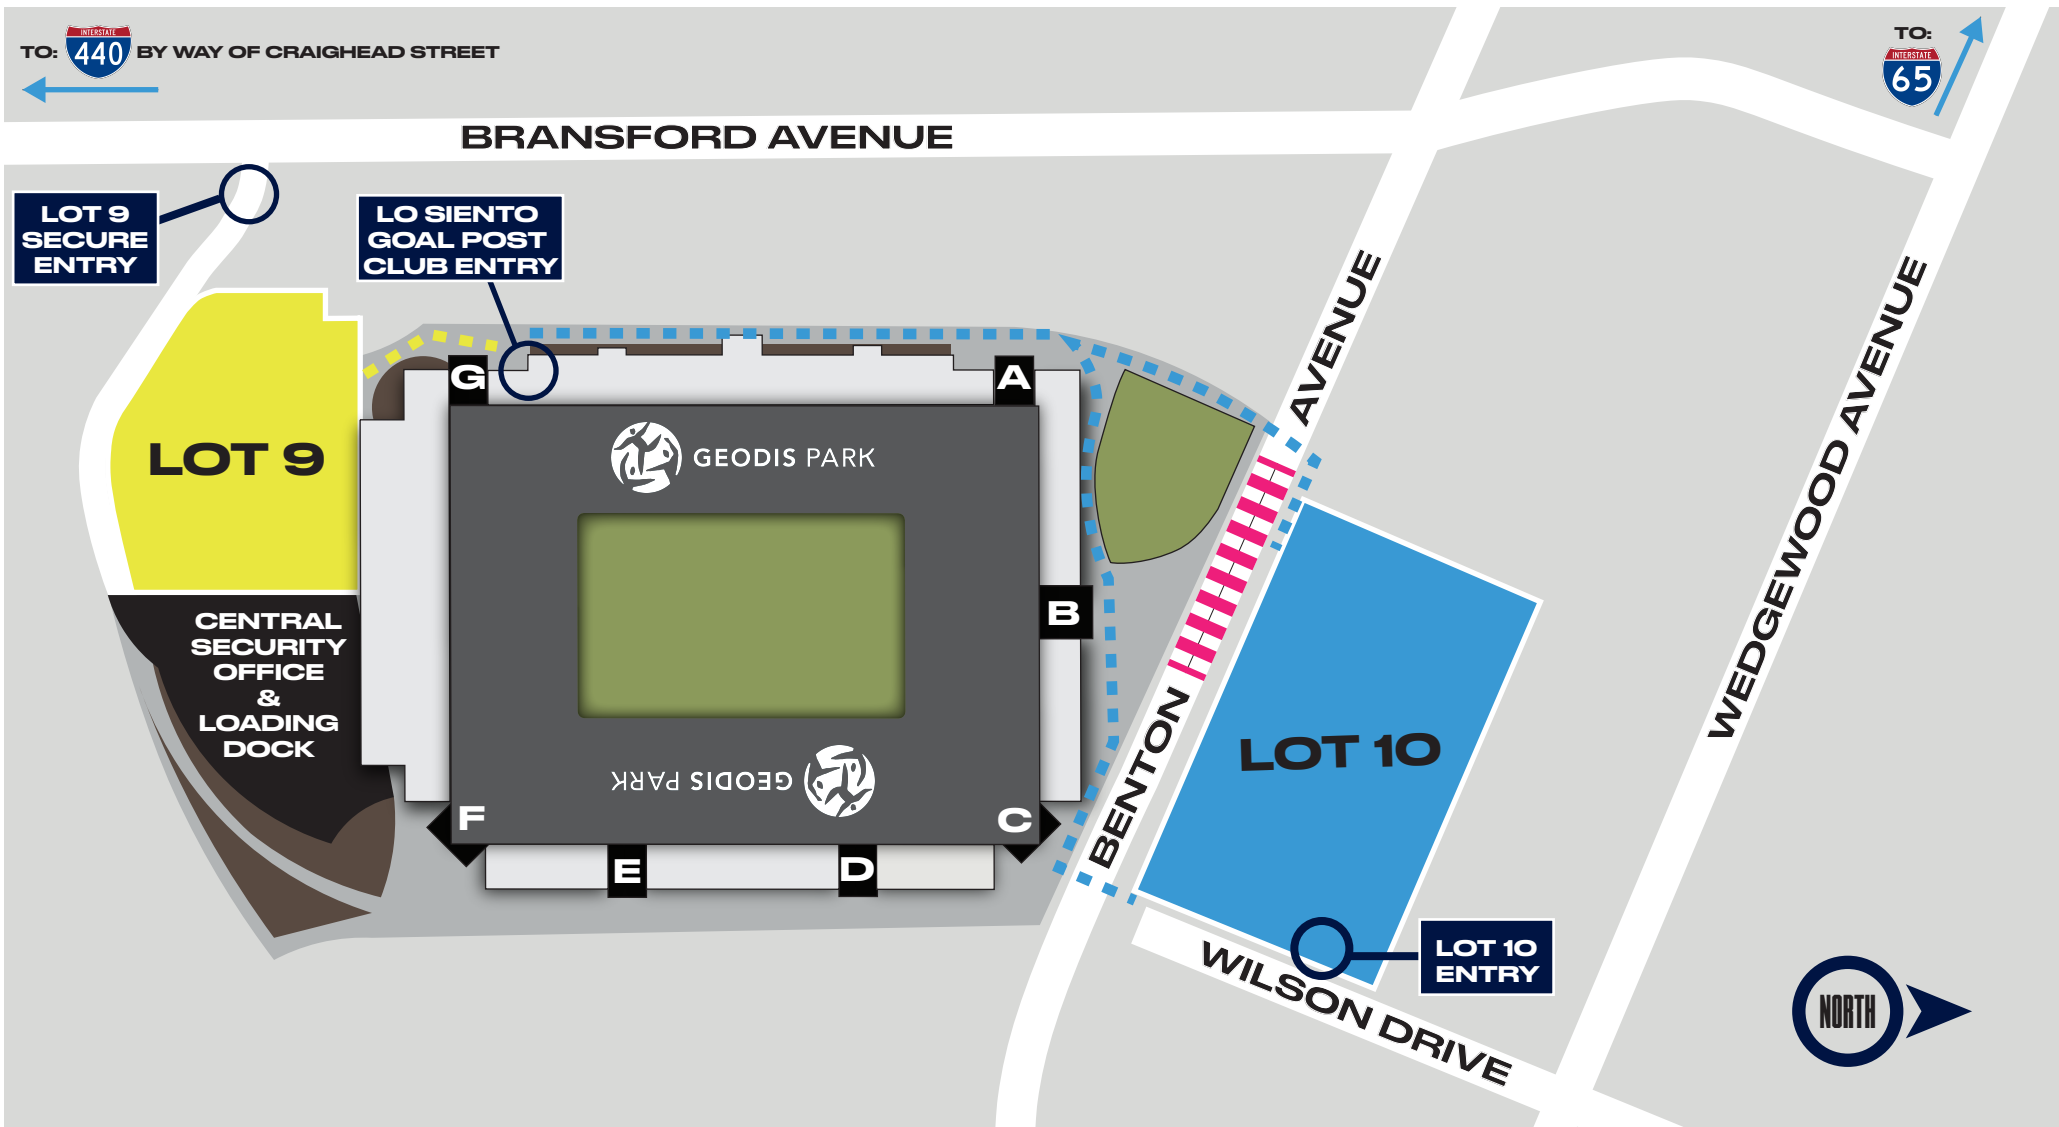 TO: INTERSTATE 440 BY WAY OF CRAIGHEAD STREET
TO:
INTERSTATE
65
BRANSFORD AVENUE
LOT 9
SECURE
ENTRY
LO SIENTO
GOAL POST
CLUB ENTRY
G
A
GEODIS PARK
LOT 9
B
CENTRAL
SECURITY
OFFICE
&
LOADING
DOCK
GEODIS PARK
F
C
E
D
BENTON AVENUE
WEDGEWOOD AVENUE
LOT 10
LOT 10
ENTRY
WILSON DRIVE
NORTH